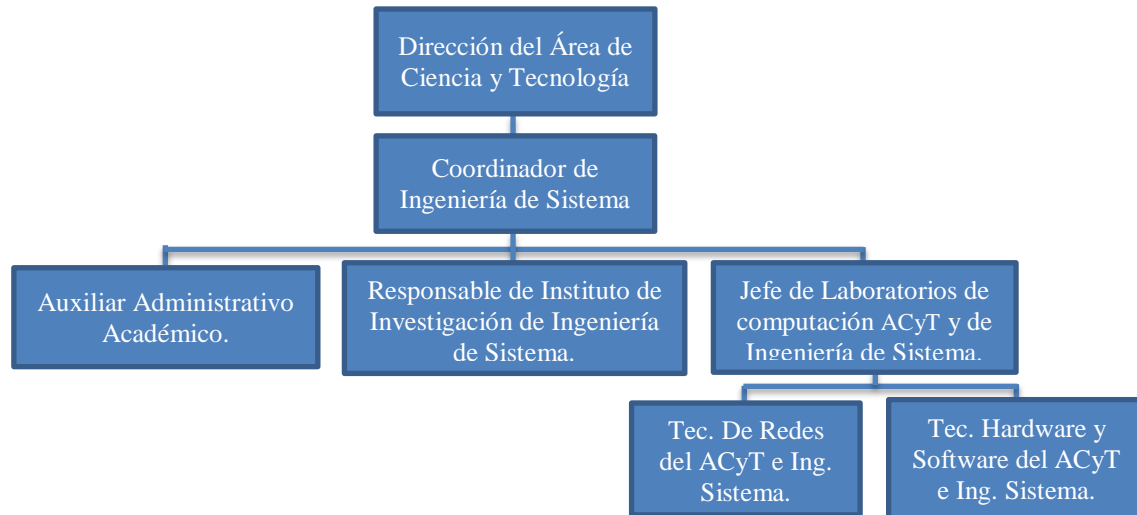 Dirección del Área de
Ciencia y Tecnología
Coordinador de
Ingeniería de Sistema
Auxiliar Administrativo
Académico.
Responsable de Instituto de
Investigación de Ingeniería
de Sistema.
Jefe de Laboratorios de
computación ACyT y de
Ingeniería de Sistema.
Tec. De Redes
del ACyT e Ing.
Sistema.
Tec. Hardware y
Software del ACyT
e Ing. Sistema.